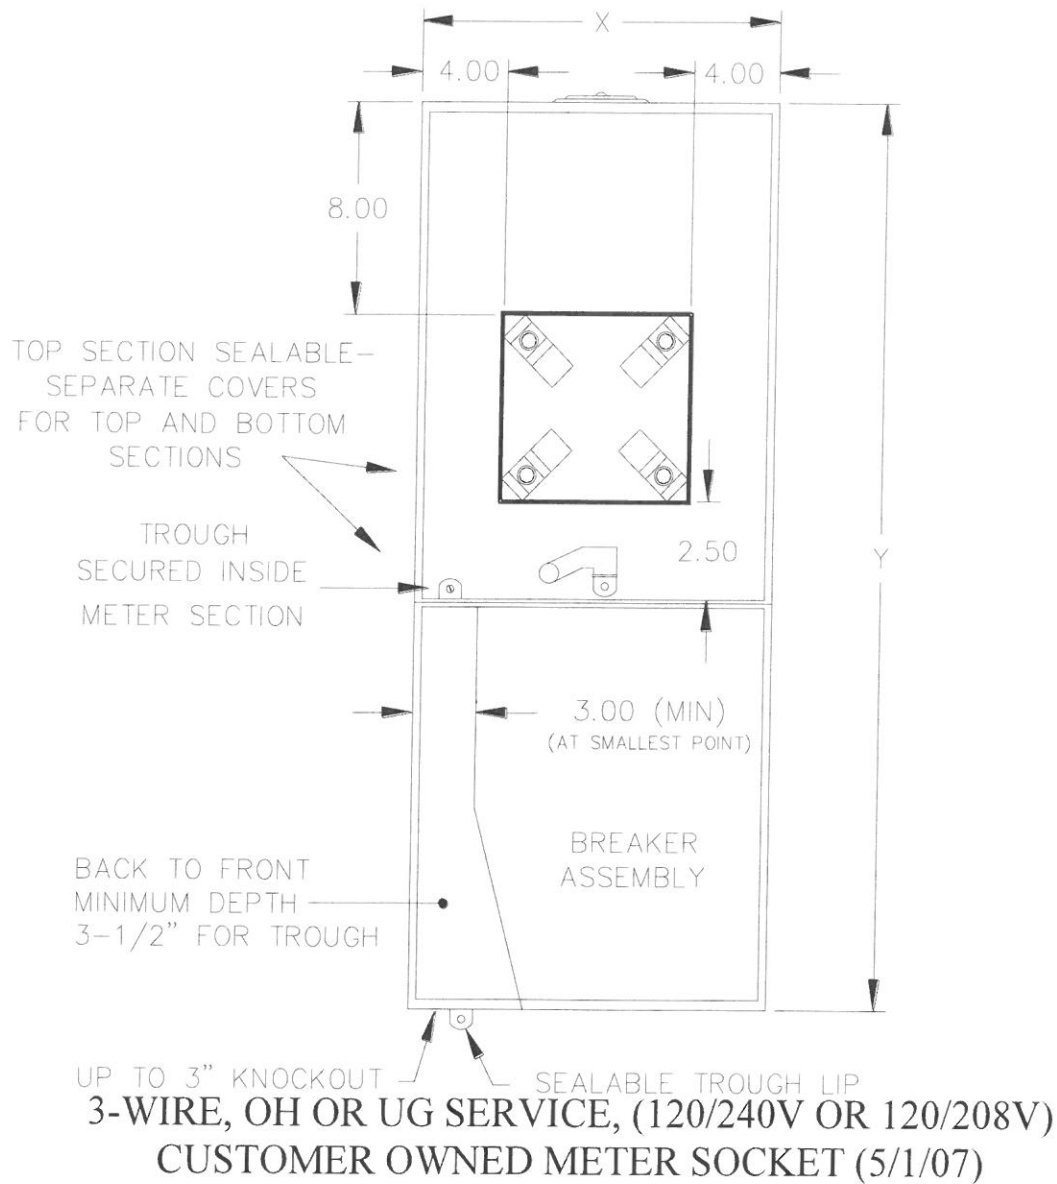 X
4.00
4.00
8.00
TOP SECTION SEALABLE-
SEPARATE COVERS
FOR TOP AND BOTTOM
SECTIONS
TROUGH
SECURED INSIDE
METER SECTION
2.50
Y
3.00 (MIN)
(AT SMALLEST POINT)
BREAKER
ASSEMBLY
BACK TO FRONT
MINIMUM DEPTH
3-1/2" FOR TROUGH
UP TO 3" KNOCKOUT
SEALABLE TROUGH LIP
3-WIRE, OH OR UG SERVICE, (120/240V OR 120/208V)
CUSTOMER OWNED METER SOCKET (5/1/07)